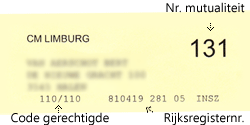 Nr. mutualiteit
CM LIMBURG
131
110/110 810419 281 05 INSZ
Code gerechtigde Rijksregisternr.